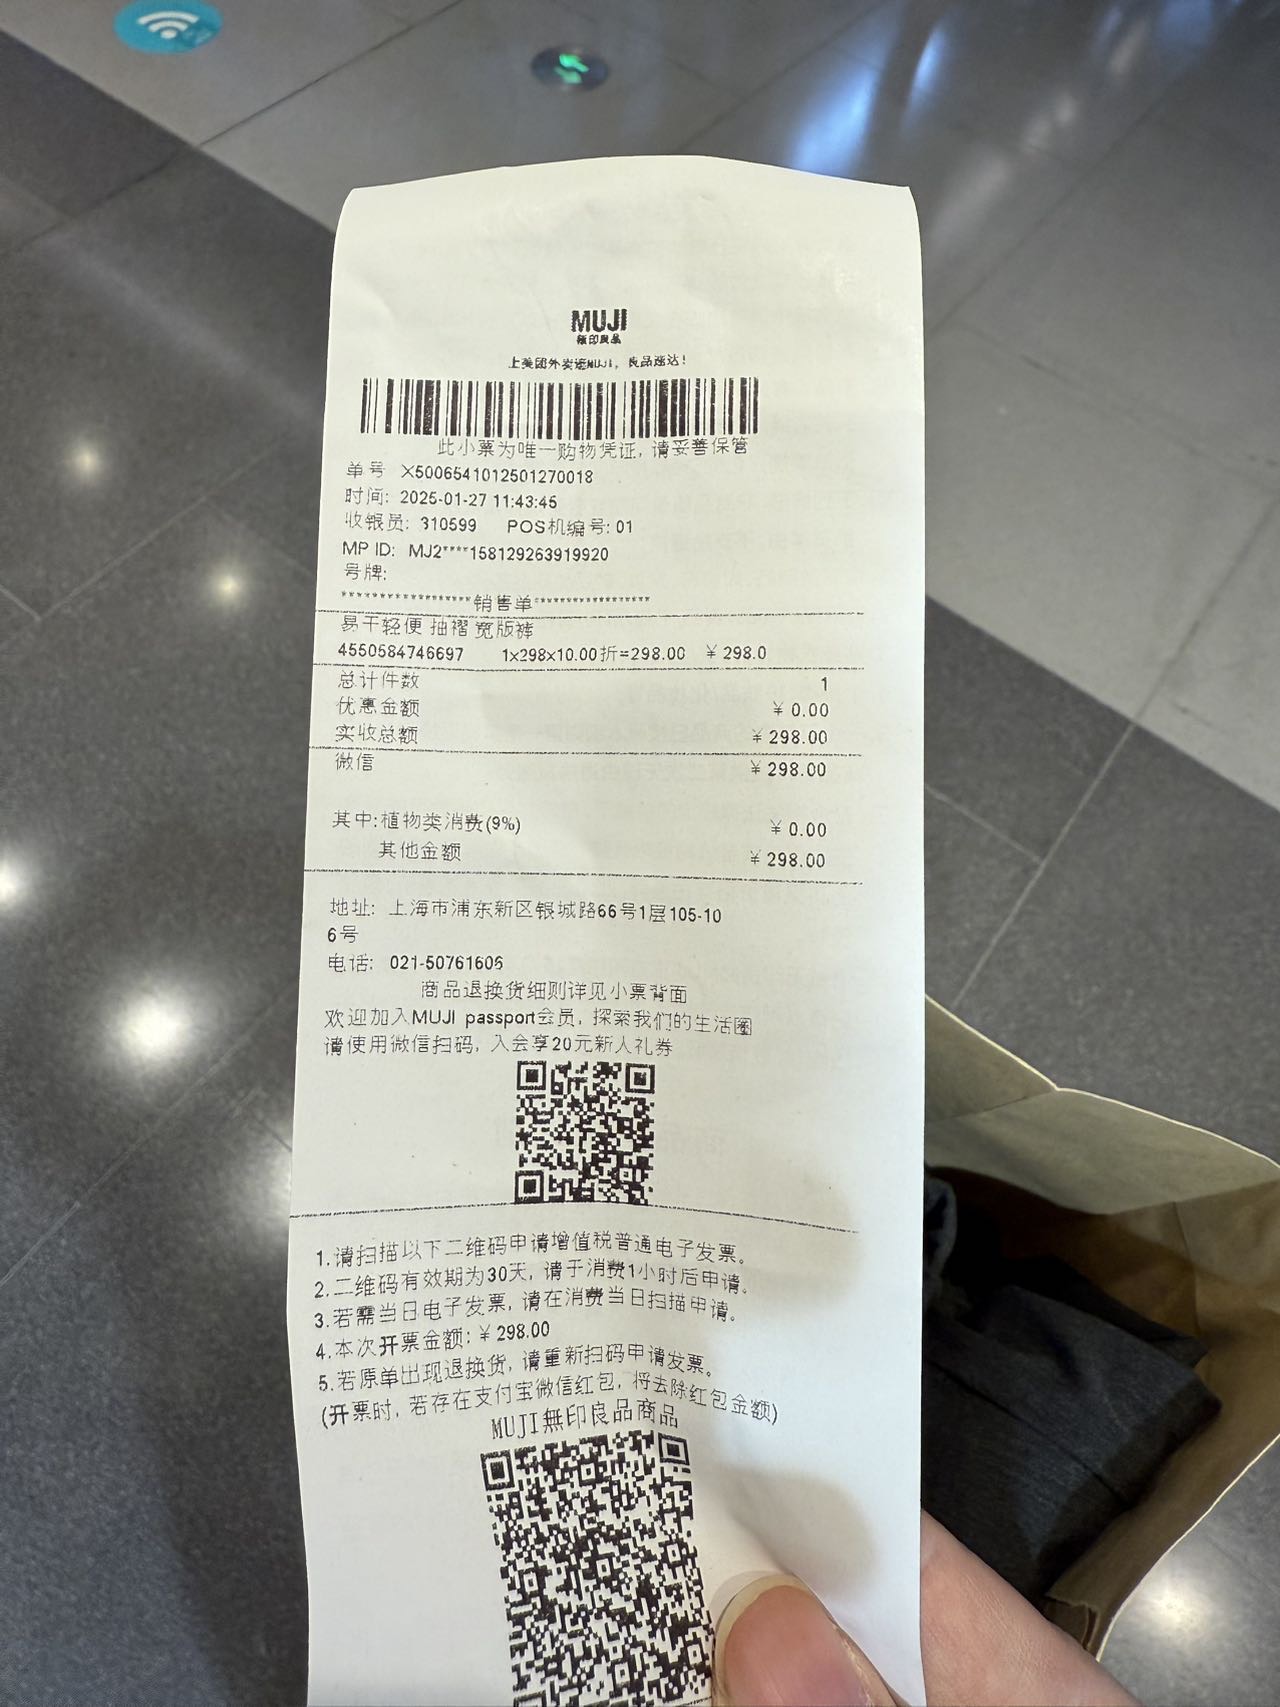 MUJI
無印良品
上美团外卖逛MUJI，良品速达！
此小票为唯一购物凭证，请妥善保管
单号 X5006541012501270018
时间: 2025-01-27 11:43:45
收银员: 310599 POS机编号: 01
MP ID: MJ2****158129263919920
号牌:
******************销售单******************
易干轻便 抽褶 宽版裤
4550584746697 1x298x10.00折=298.00 ¥ 298.0
总计件数 1
优惠金额 ¥ 0.00
实收总额 ¥ 298.00
微信 ¥ 298.00
其中:植物类消费(9%) ¥ 0.00
其他金额 ¥ 298.00
地址: 上海市浦东新区银城路66号1层105-10
6号
电话: 021-50761606
商品退换货细则详见小票背面
欢迎加入MUJI passport会员, 探索我们的生活圈
请使用微信扫码, 入会享20元新人礼券
1.请扫描以下二维码申请增值税普通电子发票。
2.二维码有效期为30天, 请于消费1小时后申请。
3.若需当日电子发票, 请在消费当日扫描申请。
4.本次开票金额: ¥ 298.00
5.若原单出现退换货, 请重新扫码申请发票。
(开票时, 若存在支付宝微信红包, 将去除红包金额)
MUJI無印良品商品